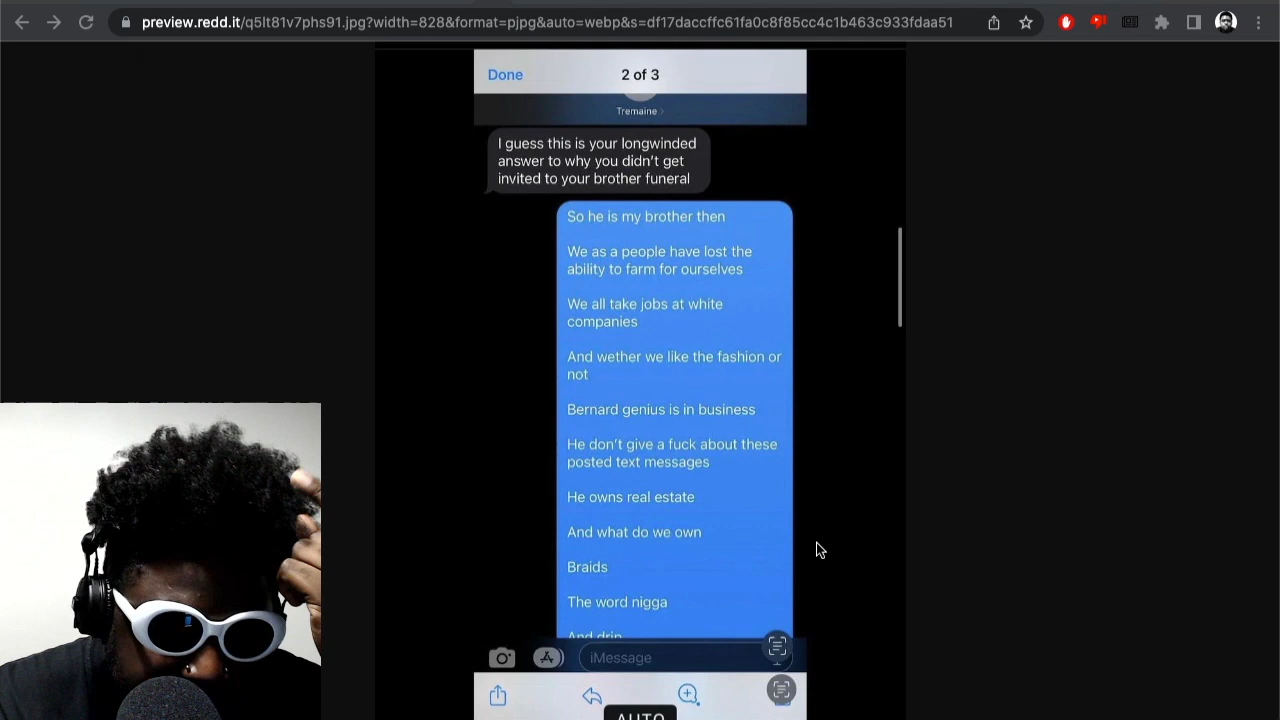 preview.redd.it/q5lt81v7phs91.jpg?width=828&format=pjpg&auto=webp&s=df17daccffc61fa0c8f85cc4c1b463c933fdaa51
Done
2 of 3
Tremaine
I guess this is your longwinded
answer to why you didn't get
invited to your brother funeral
So he is my brother then
We as a people have lost the
ability to farm for ourselves
We all take jobs at white
companies
And wether we like the fashion or
not
Bernard genius is in business
He don't give a fuck about these
posted text messages
He owns real estate
And what do we own
Braids
The word nigga
And drip
iMessage
AUTO